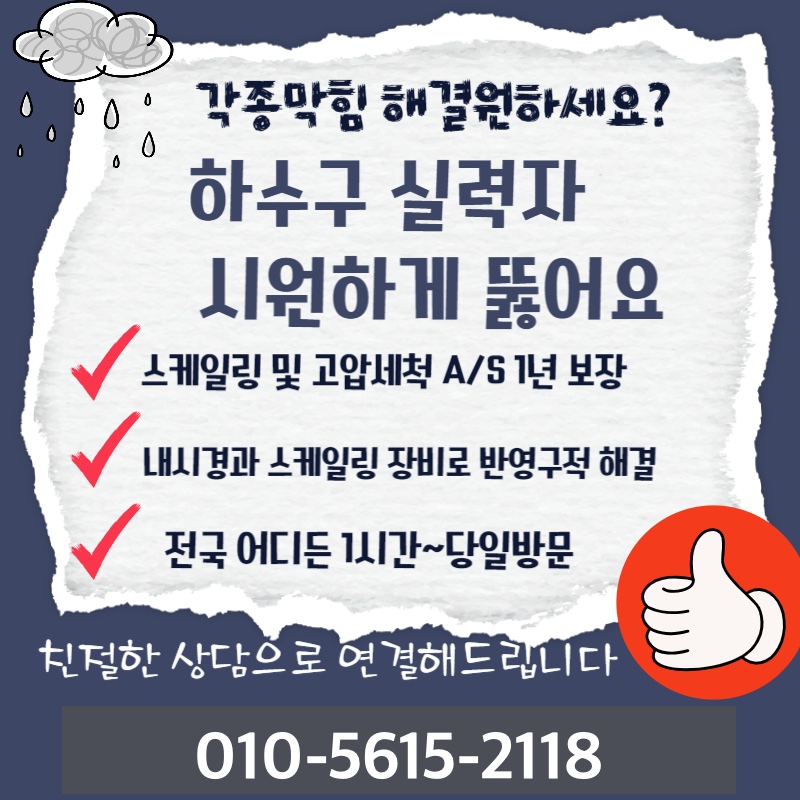 각종막힘 해결원하세요?
하수구 실력자
시원하게 뚫어요
스케일링 및 고압세척 A/S 1년 보장
내시경과 스케일링 장비로 반영구적 해결
전국 어디든 1시간~당일방문
친절한 상담으로 연결해드립니다
010-5615-2118